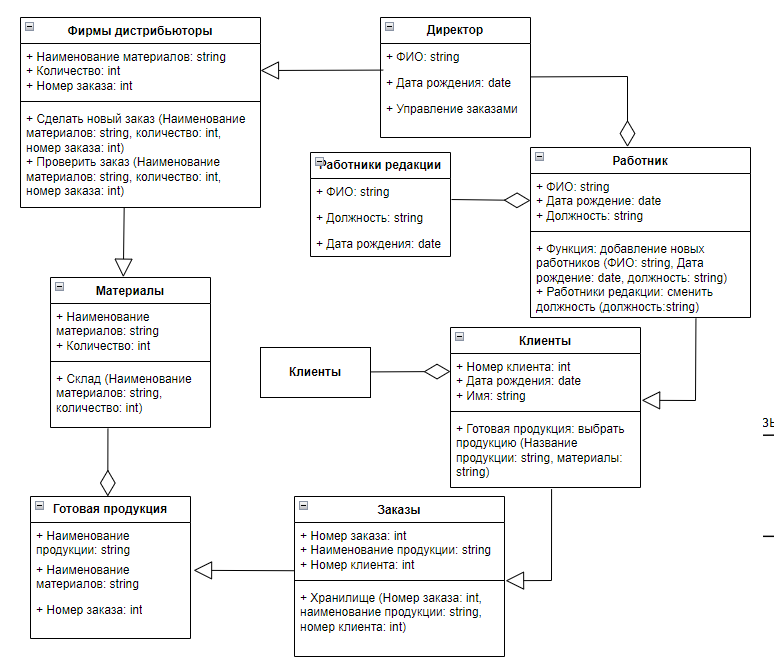 Фирмы дистрибьюторы
+ Наименование материалов: string
+ Количество: int
+ Номер заказа: int
+ Сделать новый заказ (Наименование
материалов: string, количество: int,
номер заказа: int)
+ Проверить заказ (Наименование
материалов: string, количество: int,
номер заказа: int)
Директор
+ ФИО: string
+ Дата рождения: date
+ Управление заказами
Работники редакции
+ ФИО: string
+ Должность: string
+ Дата рождения: date
Работник
+ ФИО: string
+ Дата рождение: date
+ Должность: string
+ Функция: добавление новых
работников (ФИО: string, Дата
рождение: date, должность: string)
+ Работники редакции: сменить
должность (должность:string)
Материалы
+ Наименование
материалов: string
+ Количество: int
+ Склад (Наименование
материалов: string,
количество: int)
Клиенты
Клиенты
+ Номер клиента: int
+ Дата рождения: date
+ Имя: string
+ Готовая продукция: выбрать
продукцию (Название
продукции: string, материалы:
string)
Готовая продукция
+ Наименование
продукции: string
+ Наименование
материалов: string
+ Номер заказа: int
Заказы
+ Номер заказа: int
+ Наименование продукции: string
+ Номер клиента: int
+ Хранилище (Номер заказа: int,
наименование продукции: string,
номер клиента: int)